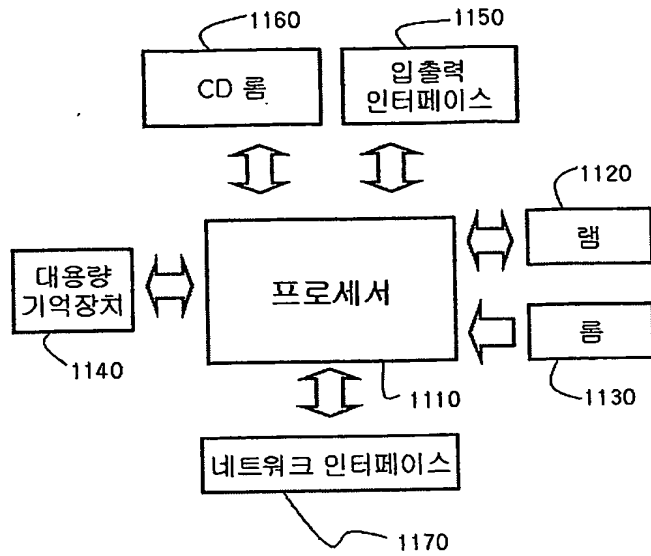 1160
1150
CD 롬
입출력
인터페이스
1120
램
대용량
기억장치
프로세서
롬
1140
1110
1130
네트워크 인터페이스
1170